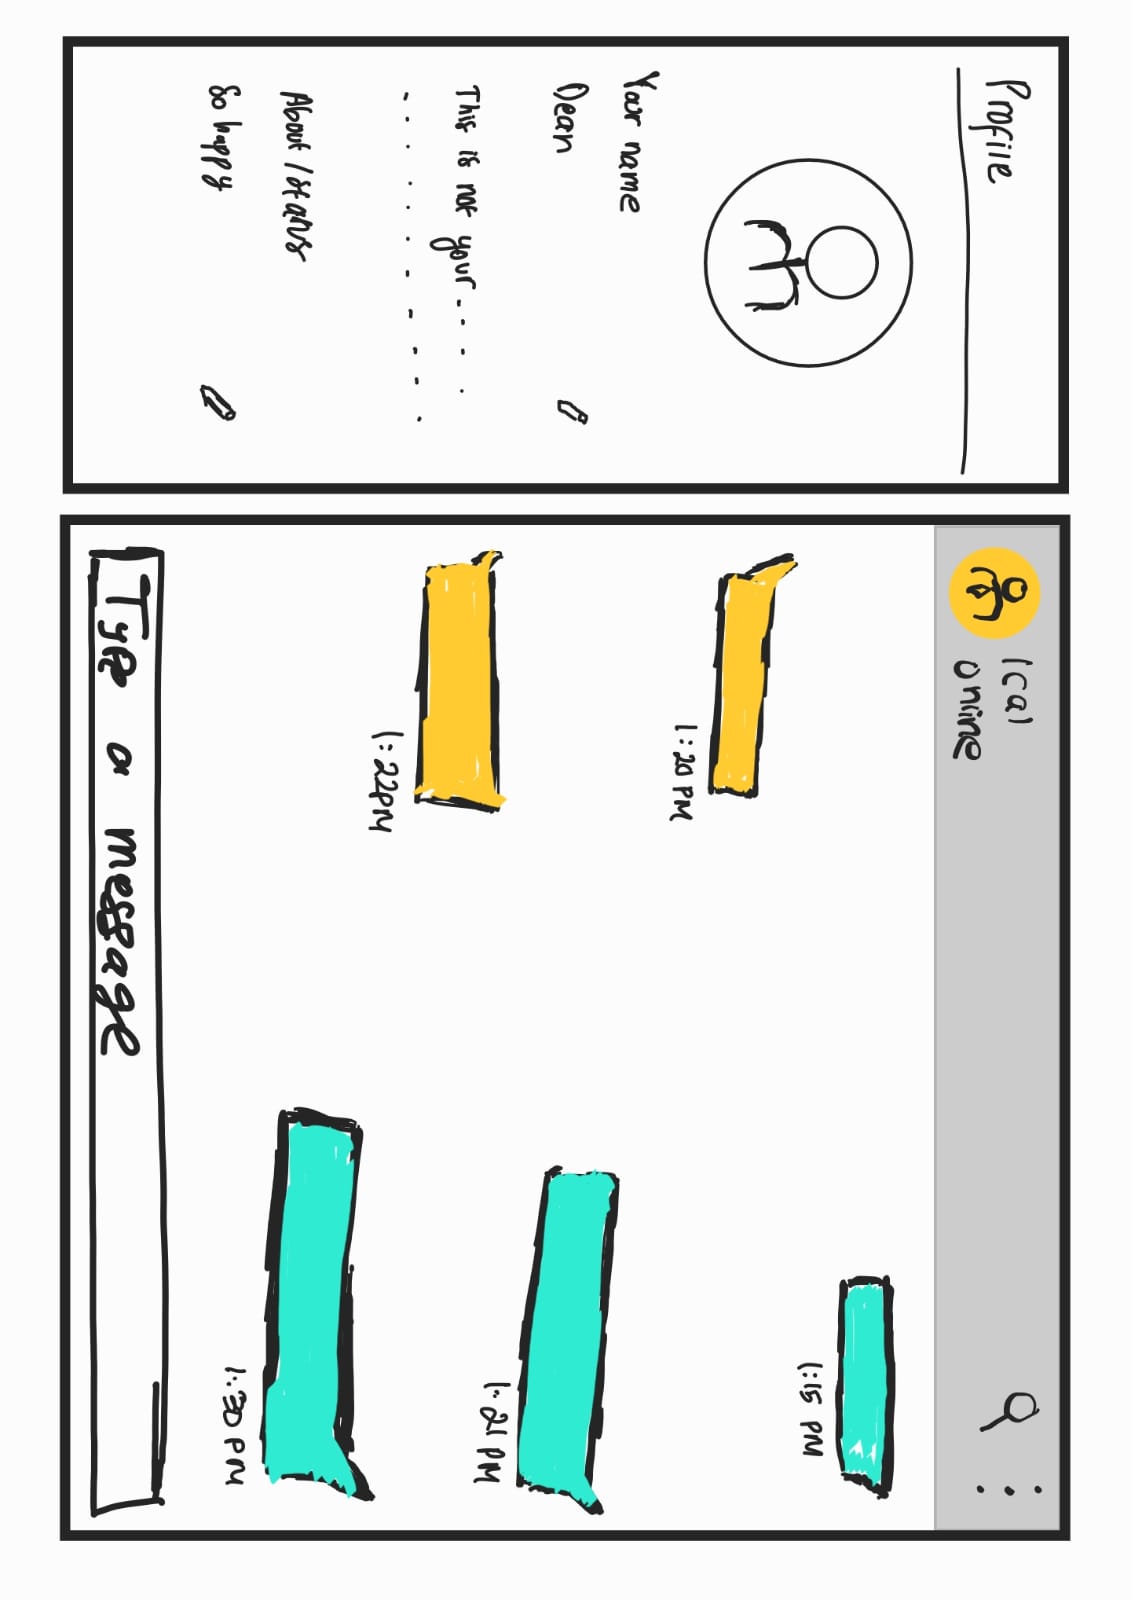 Profile
Your name
Dean
This is not your
About / status
So happy
Ical
online
1:15 PM
1:20 PM
1:21 PM
1:22PM
1:30 PM
Type a message